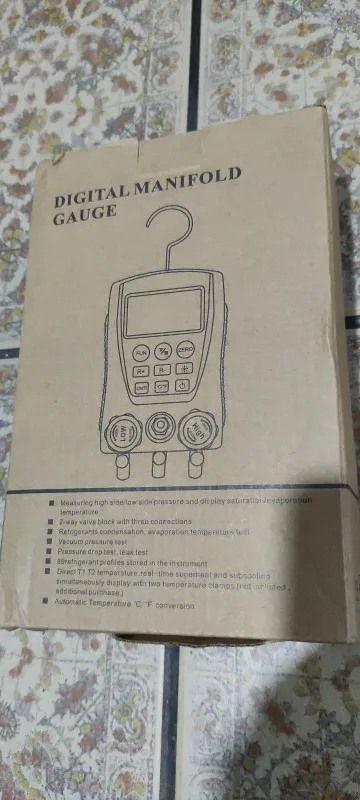 DIGITAL MANIFOLD
GAUGE
FUN
ZERO
R+
R-
UNIT
°C/°F
LOW
High
Measuring high side/low side pressure and display saturation/evaporation
temperature
2-way valve block with three connections
Refrigerants condensation, evaporation temperature test
Vacuum pressure test
Pressure drop test, leak test
refrigerant profiles stored in the instrument
Direct T1 T2 temperature, real-time superheat and subcooling
simultaneously display with two temperature clamps (not included,
additional purchase.)
Automatic Temperature °C, °F conversion